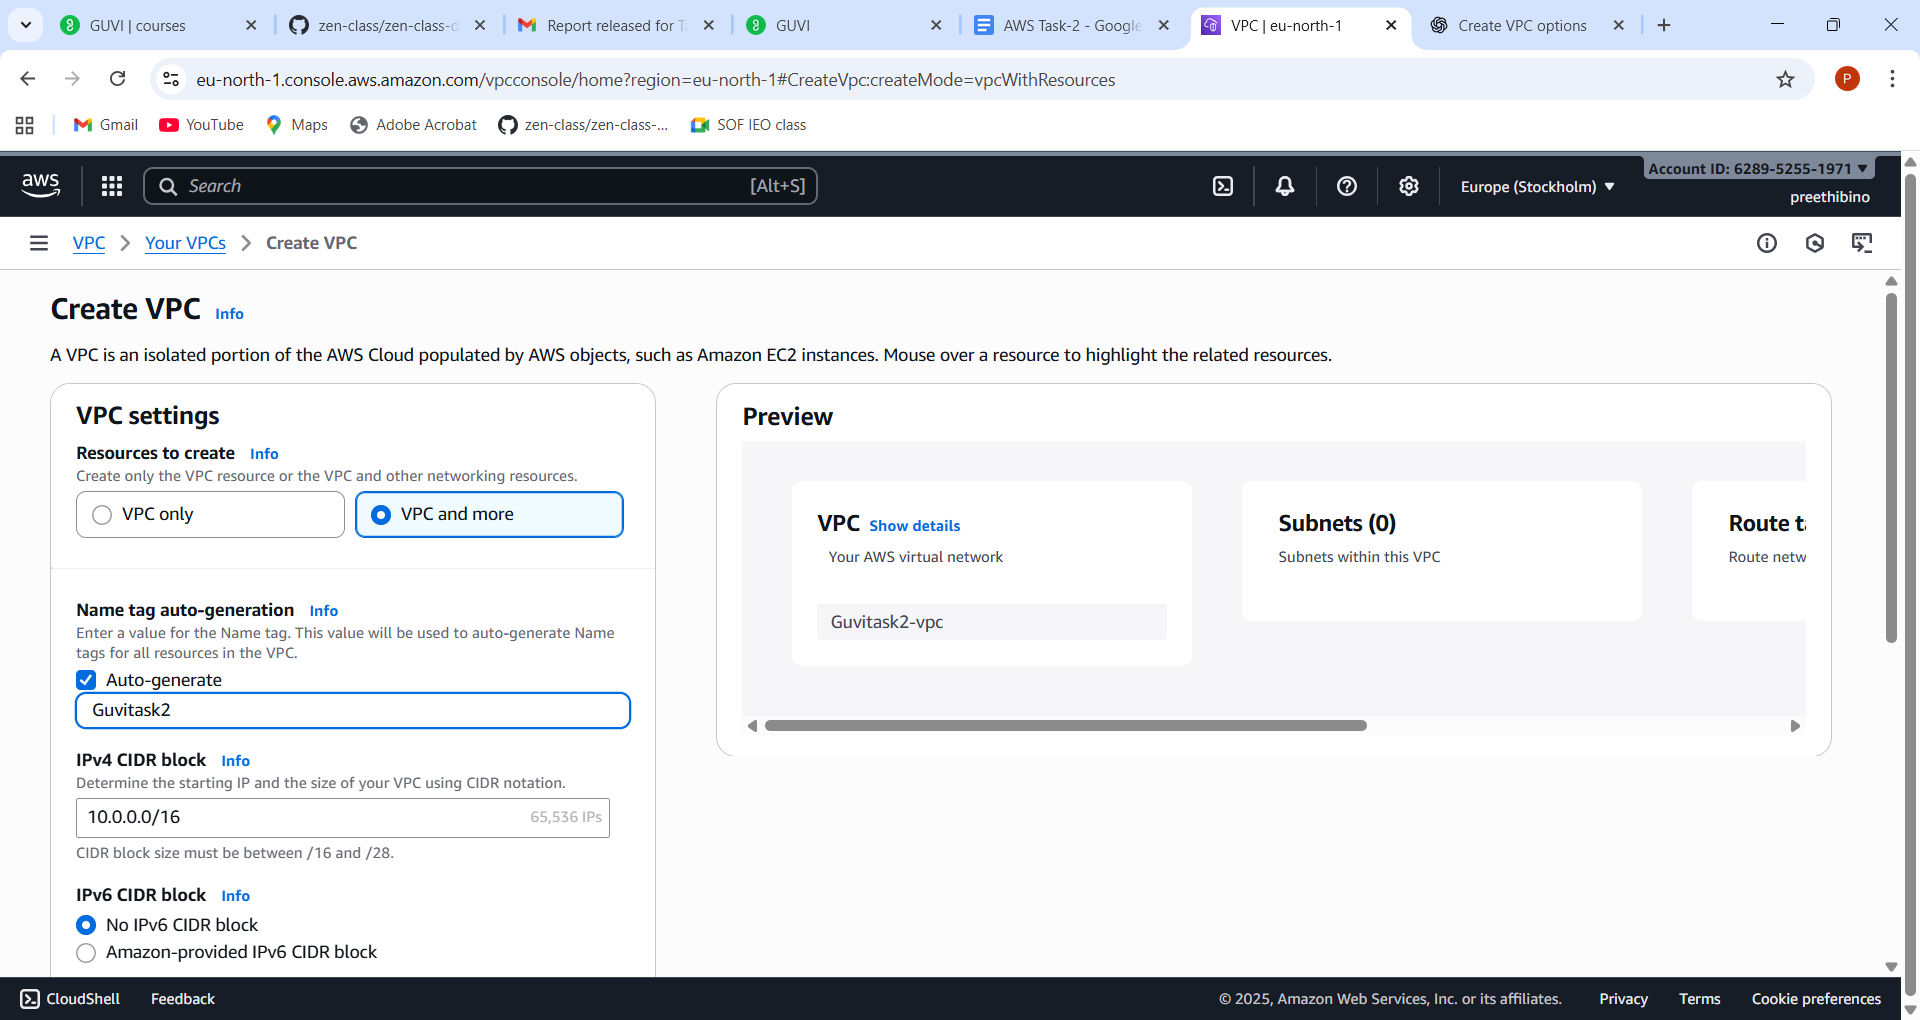 GUVI | courses
zen-class/zen-class-d
Report released for Ta
GUVI
AWS Task-2 - Google
VPC | eu-north-1
Create VPC options
eu-north-1.console.aws.amazon.com/vpcconsole/home?region=eu-north-1#CreateVpc:createMode=vpcWithResources
P
Gmail
YouTube
Maps
Adobe Acrobat
zen-class/zen-class-...
SOF IEO class
aws
Search
[Alt+S]
Europe (Stockholm)
Account ID: 6289-5255-1971
preethibino
VPC
Your VPCs
Create VPC
Create VPC Info
A VPC is an isolated portion of the AWS Cloud populated by AWS objects, such as Amazon EC2 instances. Mouse over a resource to highlight the related resources.
VPC settings
Resources to create Info
Create only the VPC resource or the VPC and other networking resources.
VPC only
VPC and more
Name tag auto-generation Info
Enter a value for the Name tag. This value will be used to auto-generate Name
tags for all resources in the VPC.
Auto-generate
Guvitask2
IPv4 CIDR block Info
Determine the starting IP and the size of your VPC using CIDR notation.
10.0.0.0/16
65,536 IPs
CIDR block size must be between /16 and /28.
IPv6 CIDR block Info
No IPv6 CIDR block
Amazon-provided IPv6 CIDR block
Preview
VPC Show details
Your AWS virtual network
Guvitask2-vpc
Subnets (0)
Subnets within this VPC
Route ta
Route netw
CloudShell
Feedback
© 2025, Amazon Web Services, Inc. or its affiliates.
Privacy
Terms
Cookie preferences